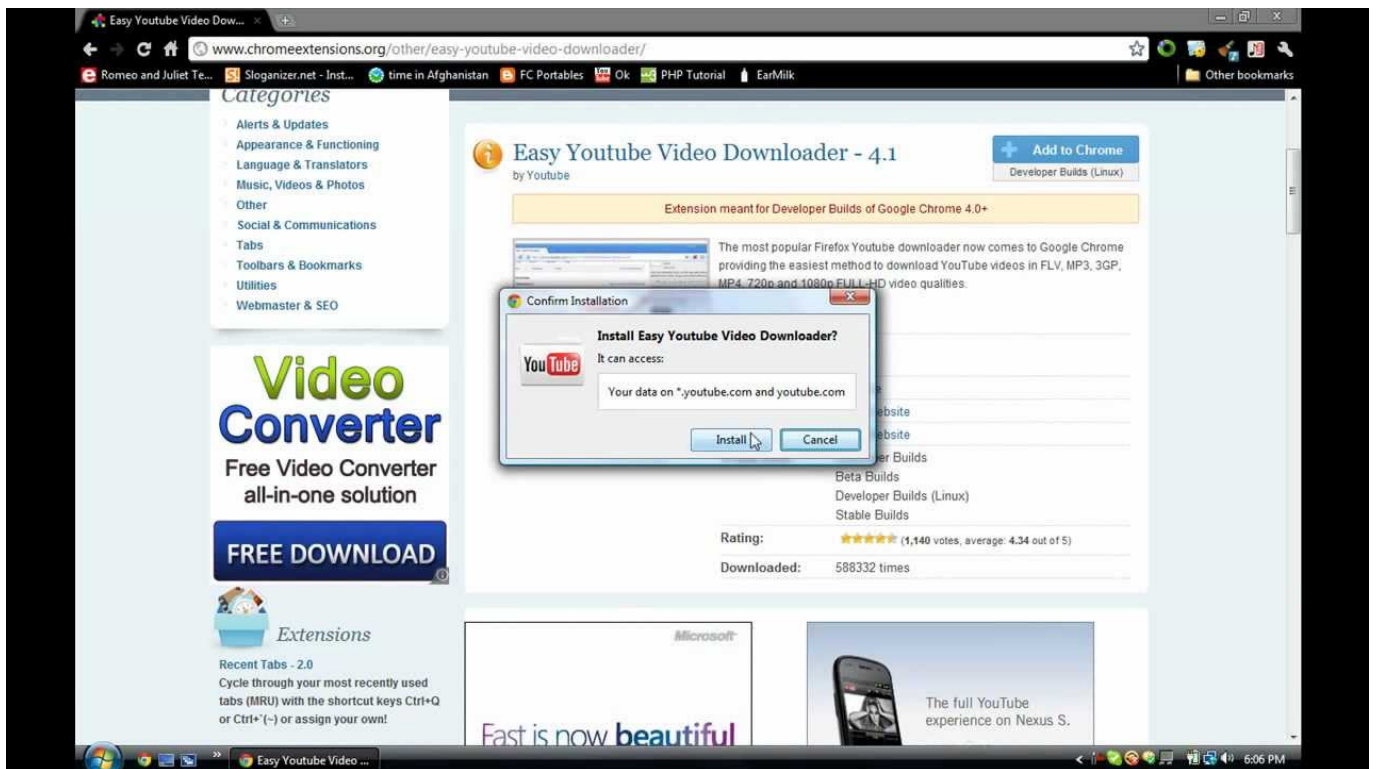 Easy Youtube Video Dow...
www.chromeextensions.org/other/easy-youtube-video-downloader/
Romeo and Juliet Te...
Sloganizer.net - Inst...
time in Afghanistan
FC Portables
Ok
PHP Tutorial
EarMilk
Other bookmarks
Categories
Alerts & Updates
Appearance & Functioning
Language & Translators
Music, Videos & Photos
Other
Social & Communications
Tabs
Toolbars & Bookmarks
Utilities
Webmaster & SEO
Video
Converter
Free Video Converter
all-in-one solution
FREE DOWNLOAD
Extensions
Recent Tabs - 2.0
Cycle through your most recently used
tabs (MRU) with the shortcut keys Ctrl+Q
or Ctrl+`(~) or assign your own!
Easy Youtube Video Downloader - 4.1
by Youtube
Add to Chrome
Developer Builds (Linux)
Extension meant for Developer Builds of Google Chrome 4.0+
The most popular Firefox Youtube downloader now comes to Google Chrome
providing the easiest method to download YouTube videos in FLV, MP3, 3GP,
MP4, 720p and 1080p FULL-HD video qualities.
Confirm Installation
Install Easy Youtube Video Downloader?
You Tube
It can access:
Your data on *.youtube.com and youtube.com
Install
Cancel
ebsite
ebsite
er Builds
Beta Builds
Developer Builds (Linux)
Stable Builds
Rating:
(1,140 votes, average: 4.34 out of 5)
Downloaded:
588332 times
Microsoft
Fast is now beautiful
The full YouTube
experience on Nexus S.
Easy Youtube Video ...
6:06 PM